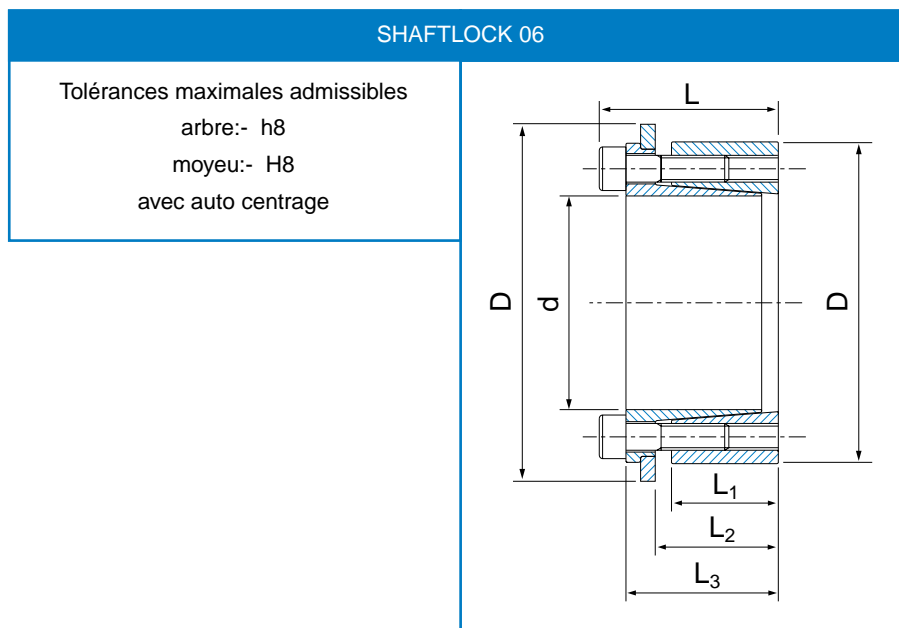 SHAFTLOCK 06
Tolérances maximales admissibles
arbre:- h8
moyeu:- H8
avec auto centrage
L
D
d
D
L₁
L₂
L₃